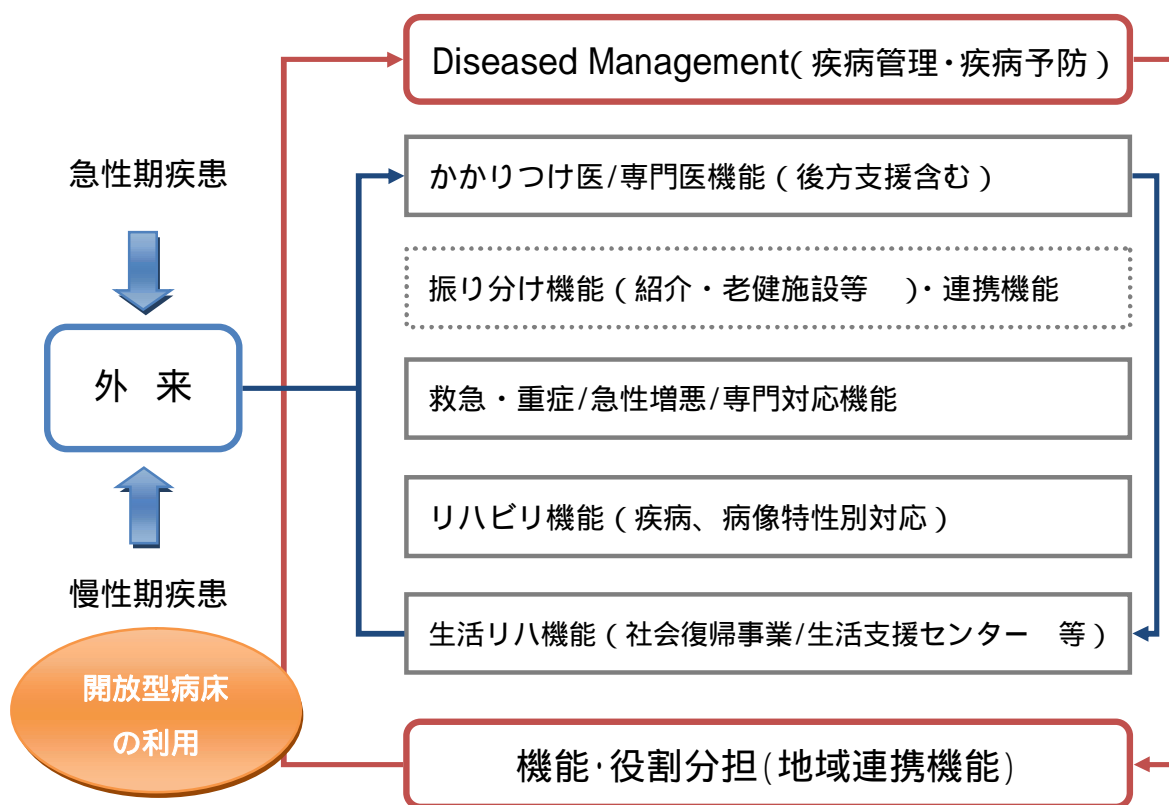 Diseased Management(疾病管理・疾病予防)
急性期疾患
かかりつけ医/専門医機能(後方支援含む)
振り分け機能(紹介・老健施設等　)・連携機能
外 来
救急・重症/急性増悪/専門対応機能
リハビリ機能(疾病、病像特性別対応)
慢性期疾患
生活リハ機能(社会復帰事業/生活支援センター　等)
開放型病床
の利用
機能・役割分担(地域連携機能)